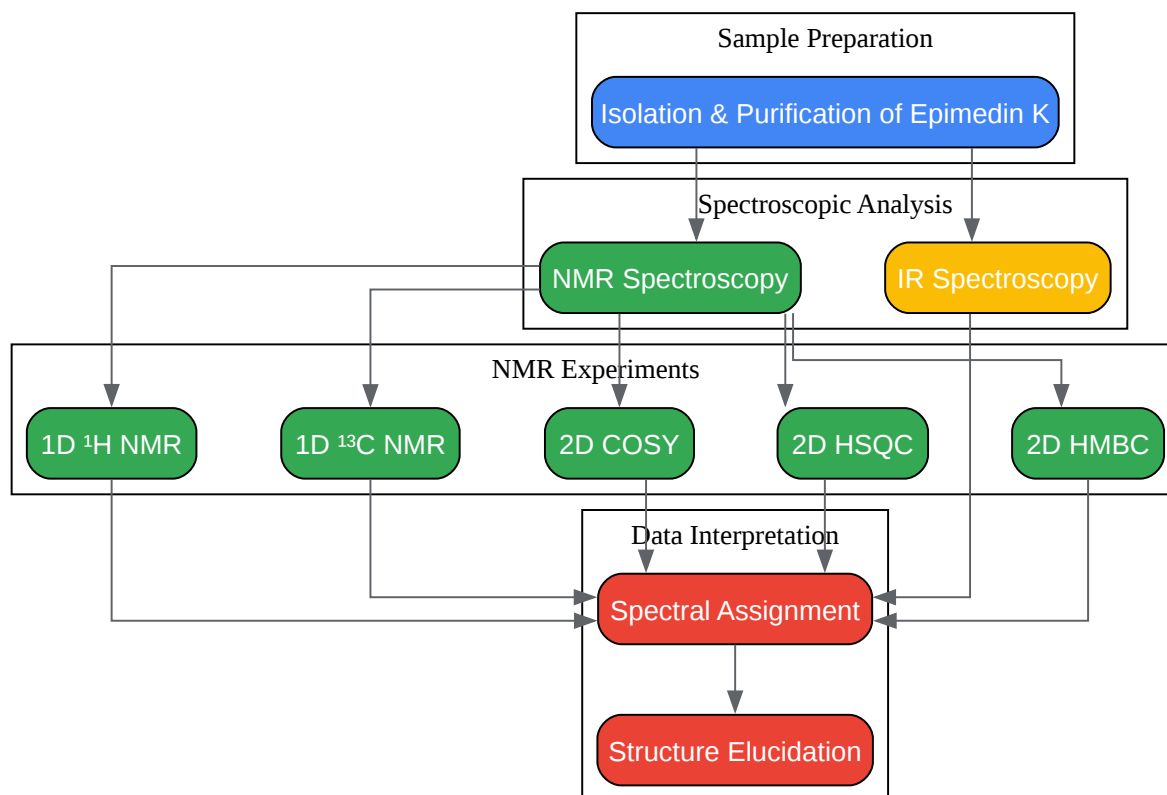 Sample Preparation
Isolation & Purification of Epimedin K
Spectroscopic Analysis
NMR Spectroscopy
IR Spectroscopy
NMR Experiments
1D ¹H NMR
1D ¹³C NMR
2D COSY
2D HSQC
2D HMBC
Data Interpretation
Spectral Assignment
Structure Elucidation